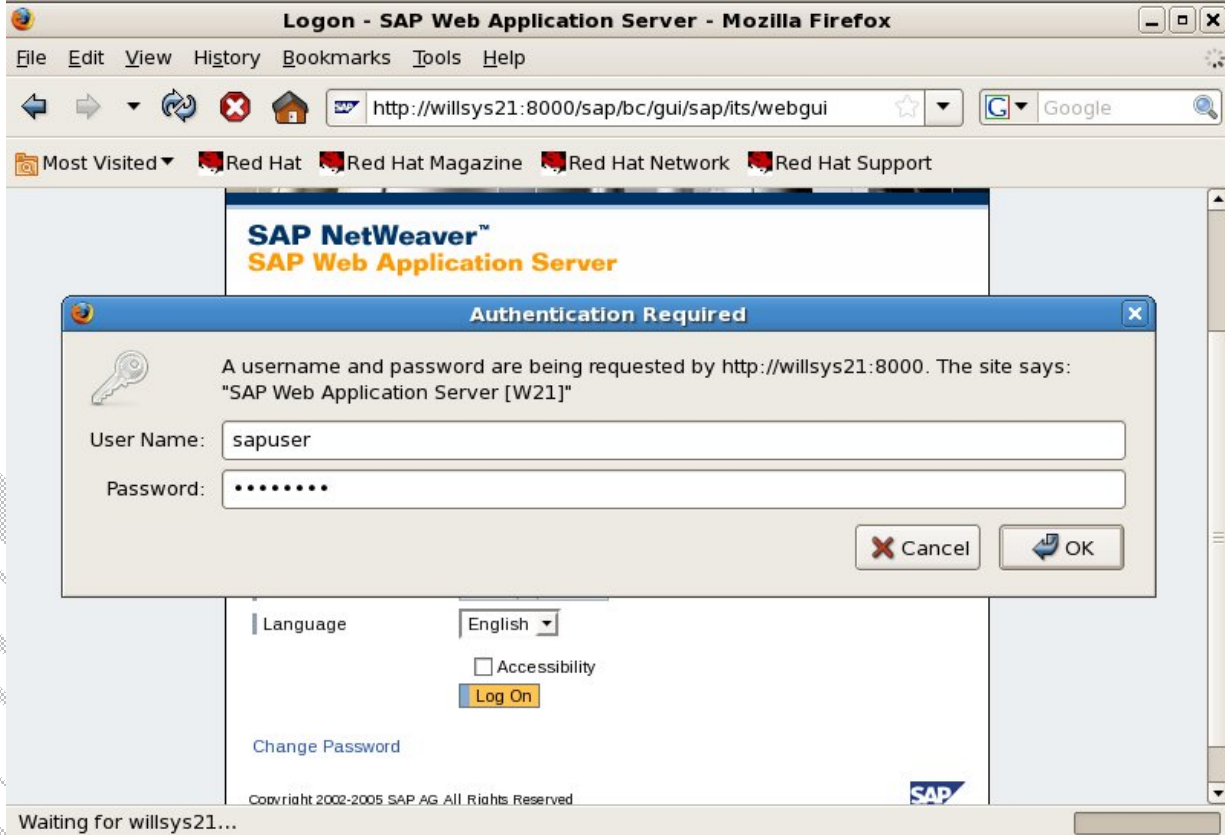 Logon - SAP Web Application Server - Mozilla Firefox
File Edit View History Bookmarks Tools Help
SAP http://willsys21:8000/sap/bc/gui/sap/its/webgui G Google
Most Visited Red Hat Red Hat Magazine Red Hat Network Red Hat Support
SAP NetWeaver™
SAP Web Application Server
Authentication Required
A username and password are being requested by http://willsys21:8000. The site says:
"SAP Web Application Server [W21]"
User Name: sapuser
Password: ••••••••
Cancel OK
Language English
Accessibility
Log On
Change Password
Copyright 2002-2005 SAP AG All Rights Reserved SAP
Waiting for willsys21...